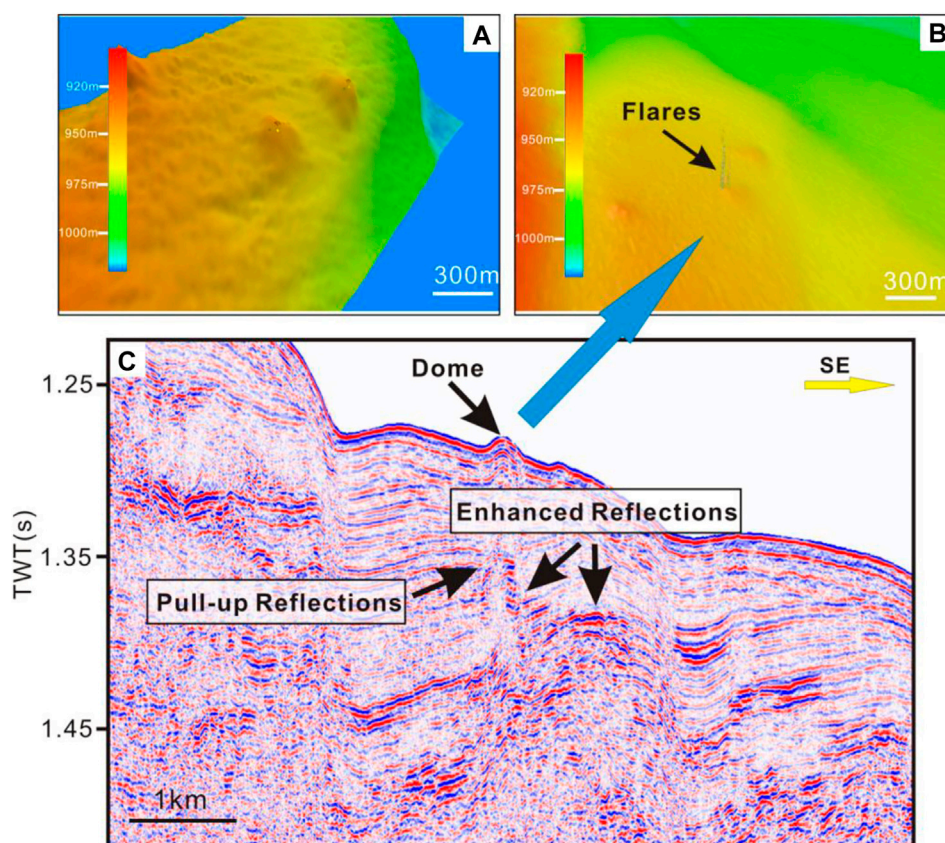 A
920m
950m
975m
1000m
300m
B
Flares
920m
950m
975m
1000m
300m
C
Dome
SE
1.25
Enhanced Reflections
TWT(s)
1.35
Pull-up Reflections
1.45
1km